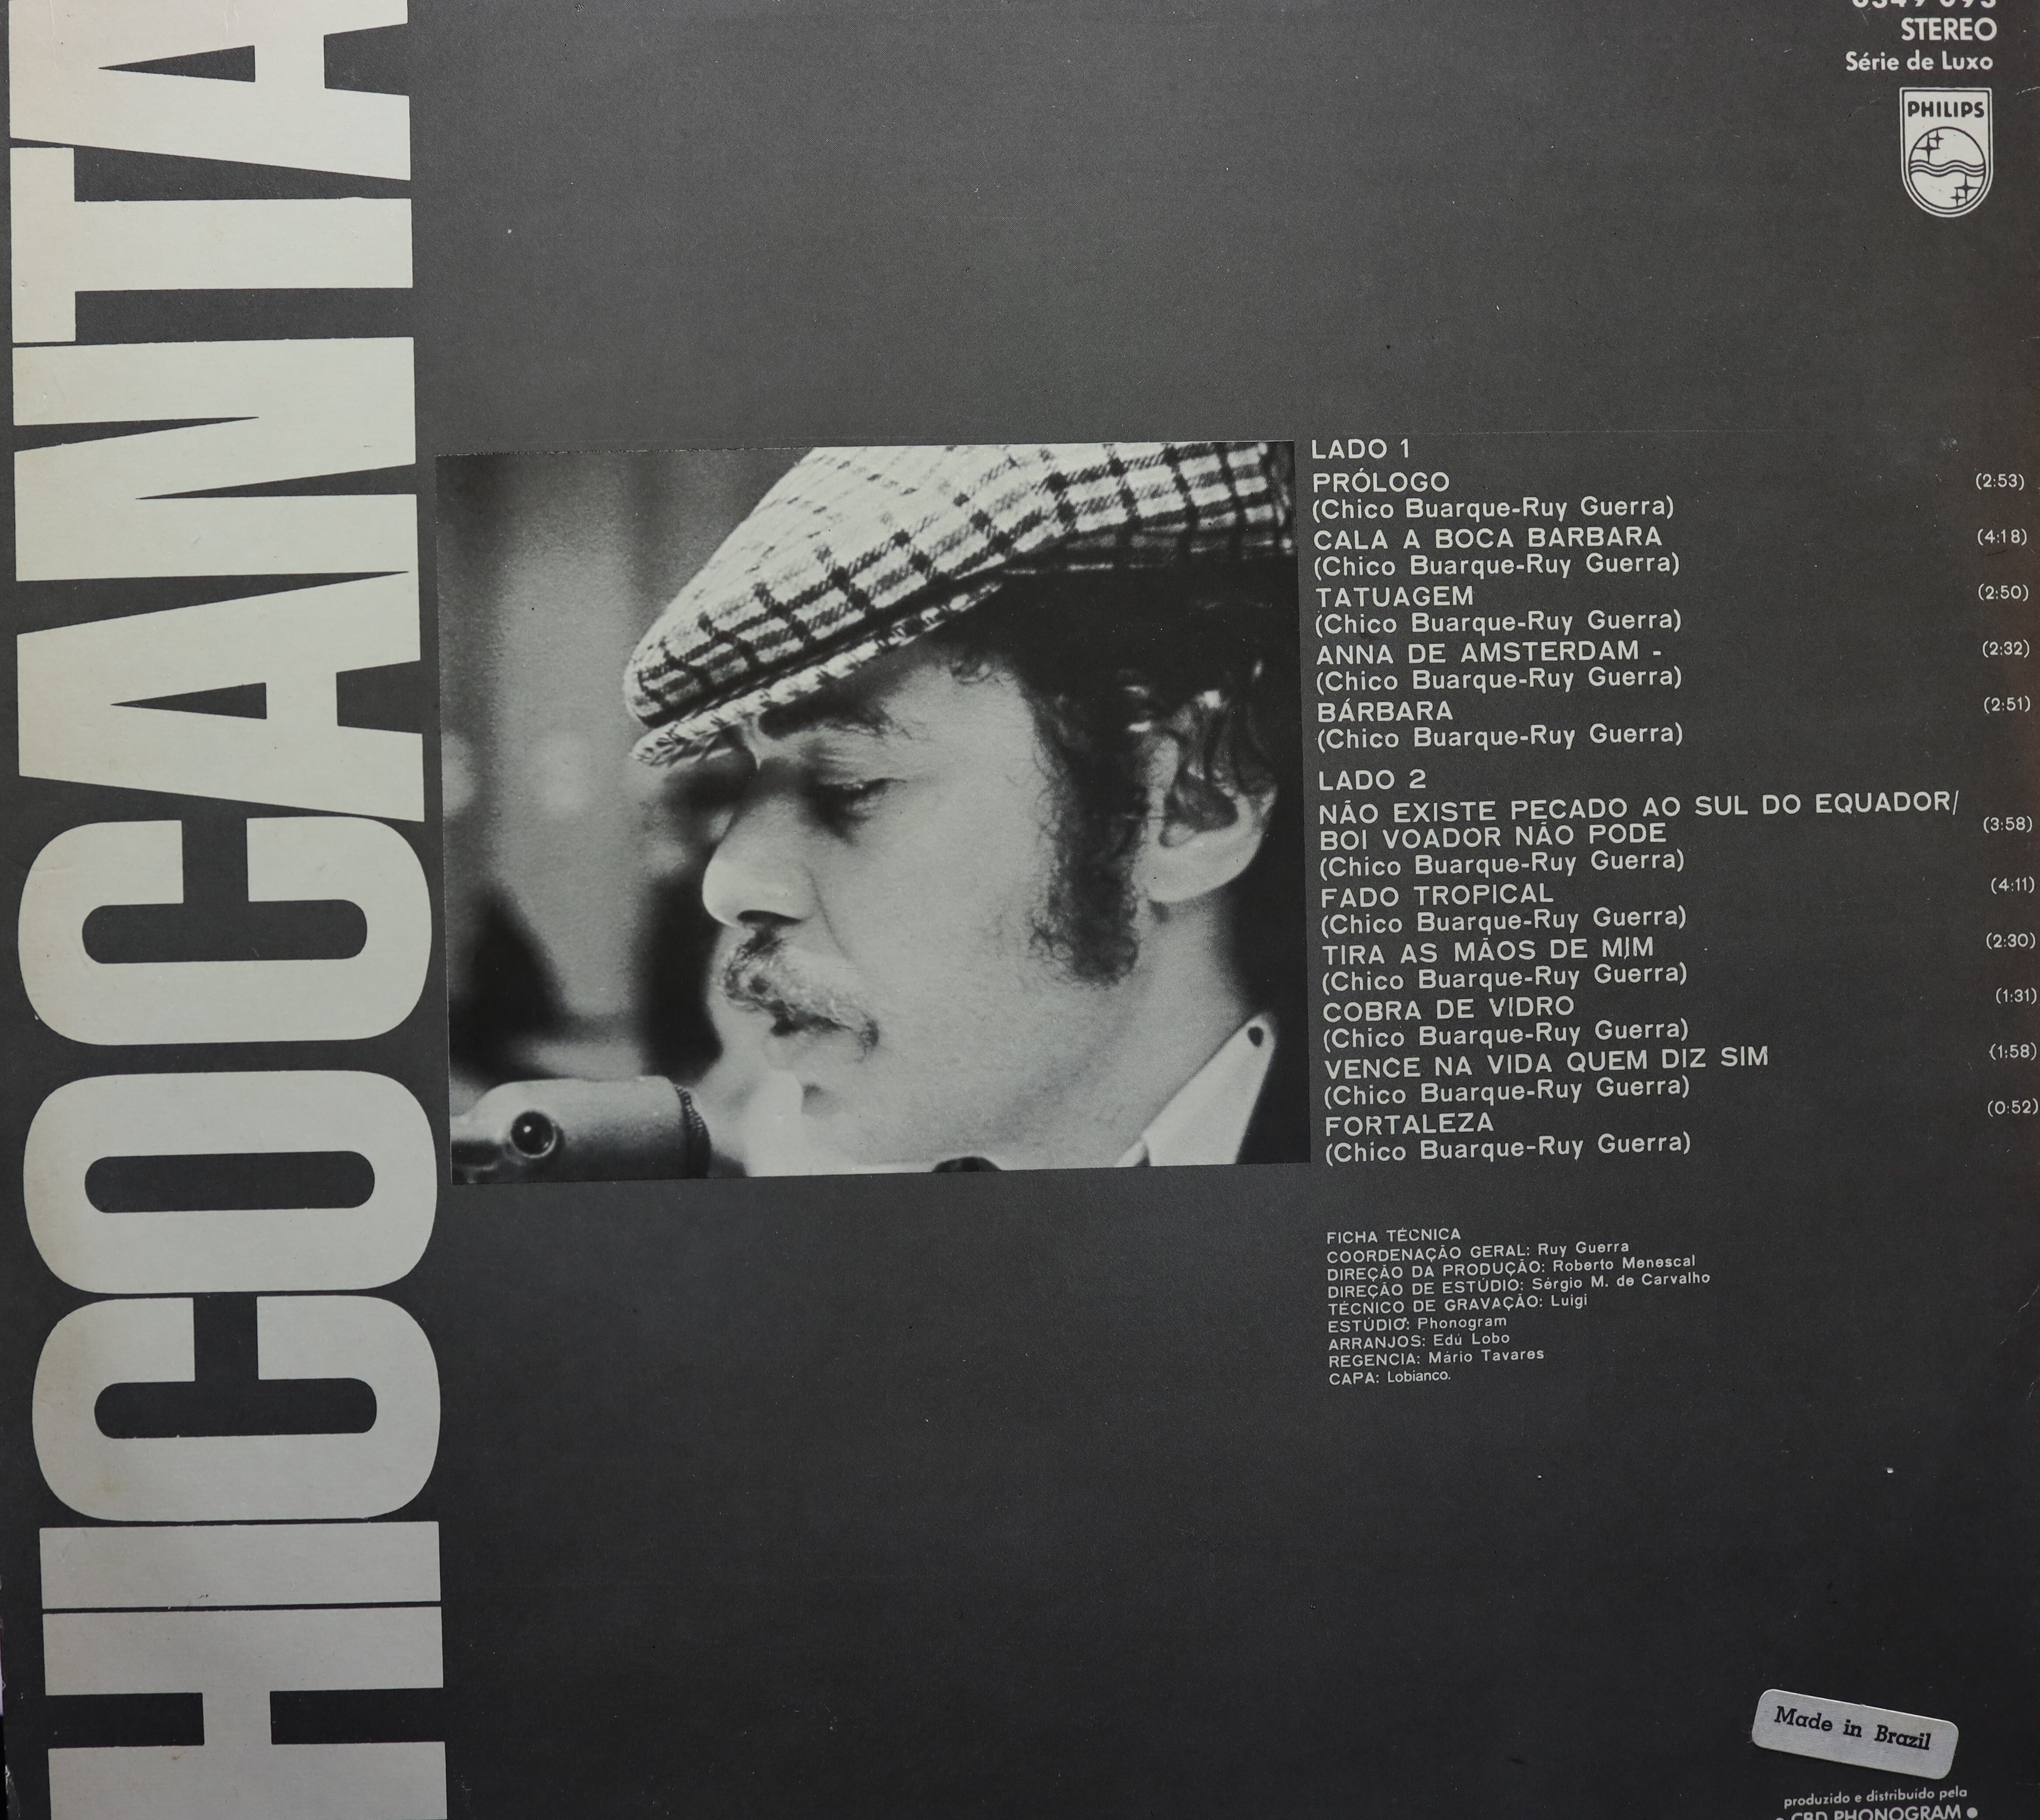 HICO CANTA
STEREO
Série de Luxo
PHILIPS
LADO 1
PRÓLOGO (2:53)
(Chico Buarque-Ruy Guerra)
CALA A BOCA BARBARA (4:18)
(Chico Buarque-Ruy Guerra)
TATUAGEM (2:50)
(Chico Buarque-Ruy Guerra)
ANNA DE AMSTERDAM - (2:32)
(Chico Buarque-Ruy Guerra)
BÁRBARA (2:51)
(Chico Buarque-Ruy Guerra)
LADO 2
NÃO EXISTE PECADO AO SUL DO EQUADOR/
BOI VOADOR NÃO PODE (3:58)
(Chico Buarque-Ruy Guerra)
FADO TROPICAL (4:11)
(Chico Buarque-Ruy Guerra)
TIRA AS MÃOS DE MIM (2:30)
(Chico Buarque-Ruy Guerra)
COBRA DE VIDRO (1:31)
(Chico Buarque-Ruy Guerra)
VENCE NA VIDA QUEM DIZ SIM (1:58)
(Chico Buarque-Ruy Guerra)
FORTALEZA (0:52)
(Chico Buarque-Ruy Guerra)
FICHA TÉCNICA
COORDENAÇÃO GERAL: Ruy Guerra
DIREÇÃO DA PRODUÇÃO: Roberto Menescal
DIREÇÃO DE ESTÚDIO: Sérgio M. de Carvalho
TÉCNICO DE GRAVAÇÃO: Luigi
ESTÚDIO: Phonogram
ARRANJOS: Edú Lobo
REGENCIA: Mário Tavares
CAPA: Lobianco.
Made in Brazil
produzido e distribuído pela
CBD PHONOGRAM